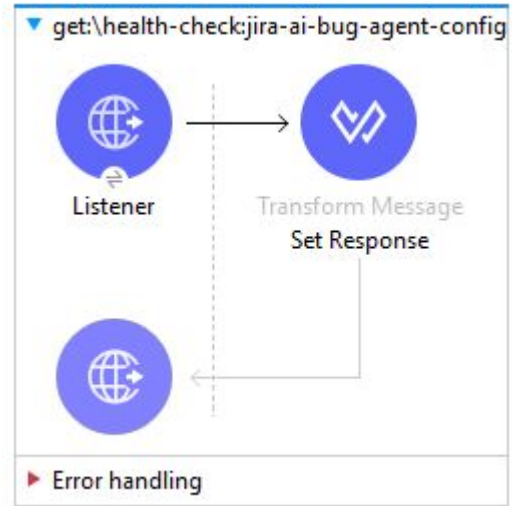 get:\health-check:jira-ai-bug-agent-config
Listener
Transform Message
Set Response
Error handling